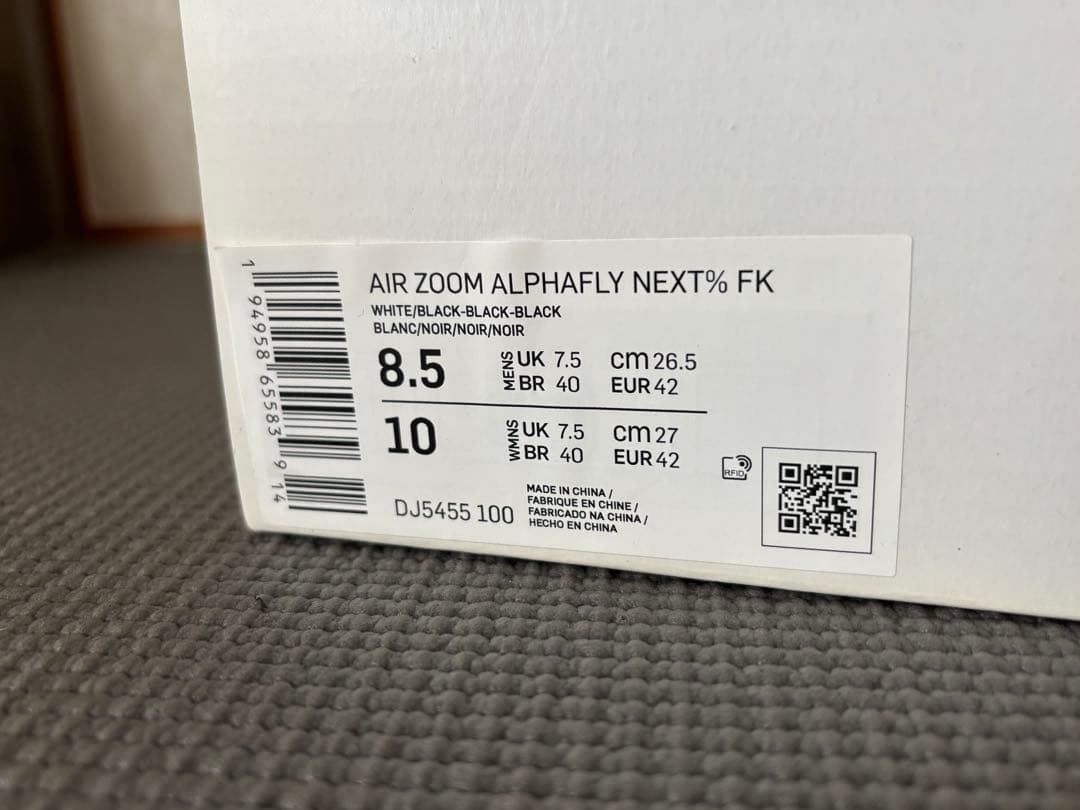 AIR ZOOM ALPHAFLY NEXT% FK
WHITE/BLACK-BLACK-BLACK
BLANC/NOIR/NOIR/NOIR
8.5 MENS UK 7.5 cm 26.5
BR 40 EUR 42
10 WMNS UK 7.5 cm 27
BR 40 EUR 42
DJ5455 100
MADE IN CHINA /
FABRIQUE EN CHINE /
FABRICADO NA CHINA /
HECHO EN CHINA
RFID
1 94958 65583 9 14